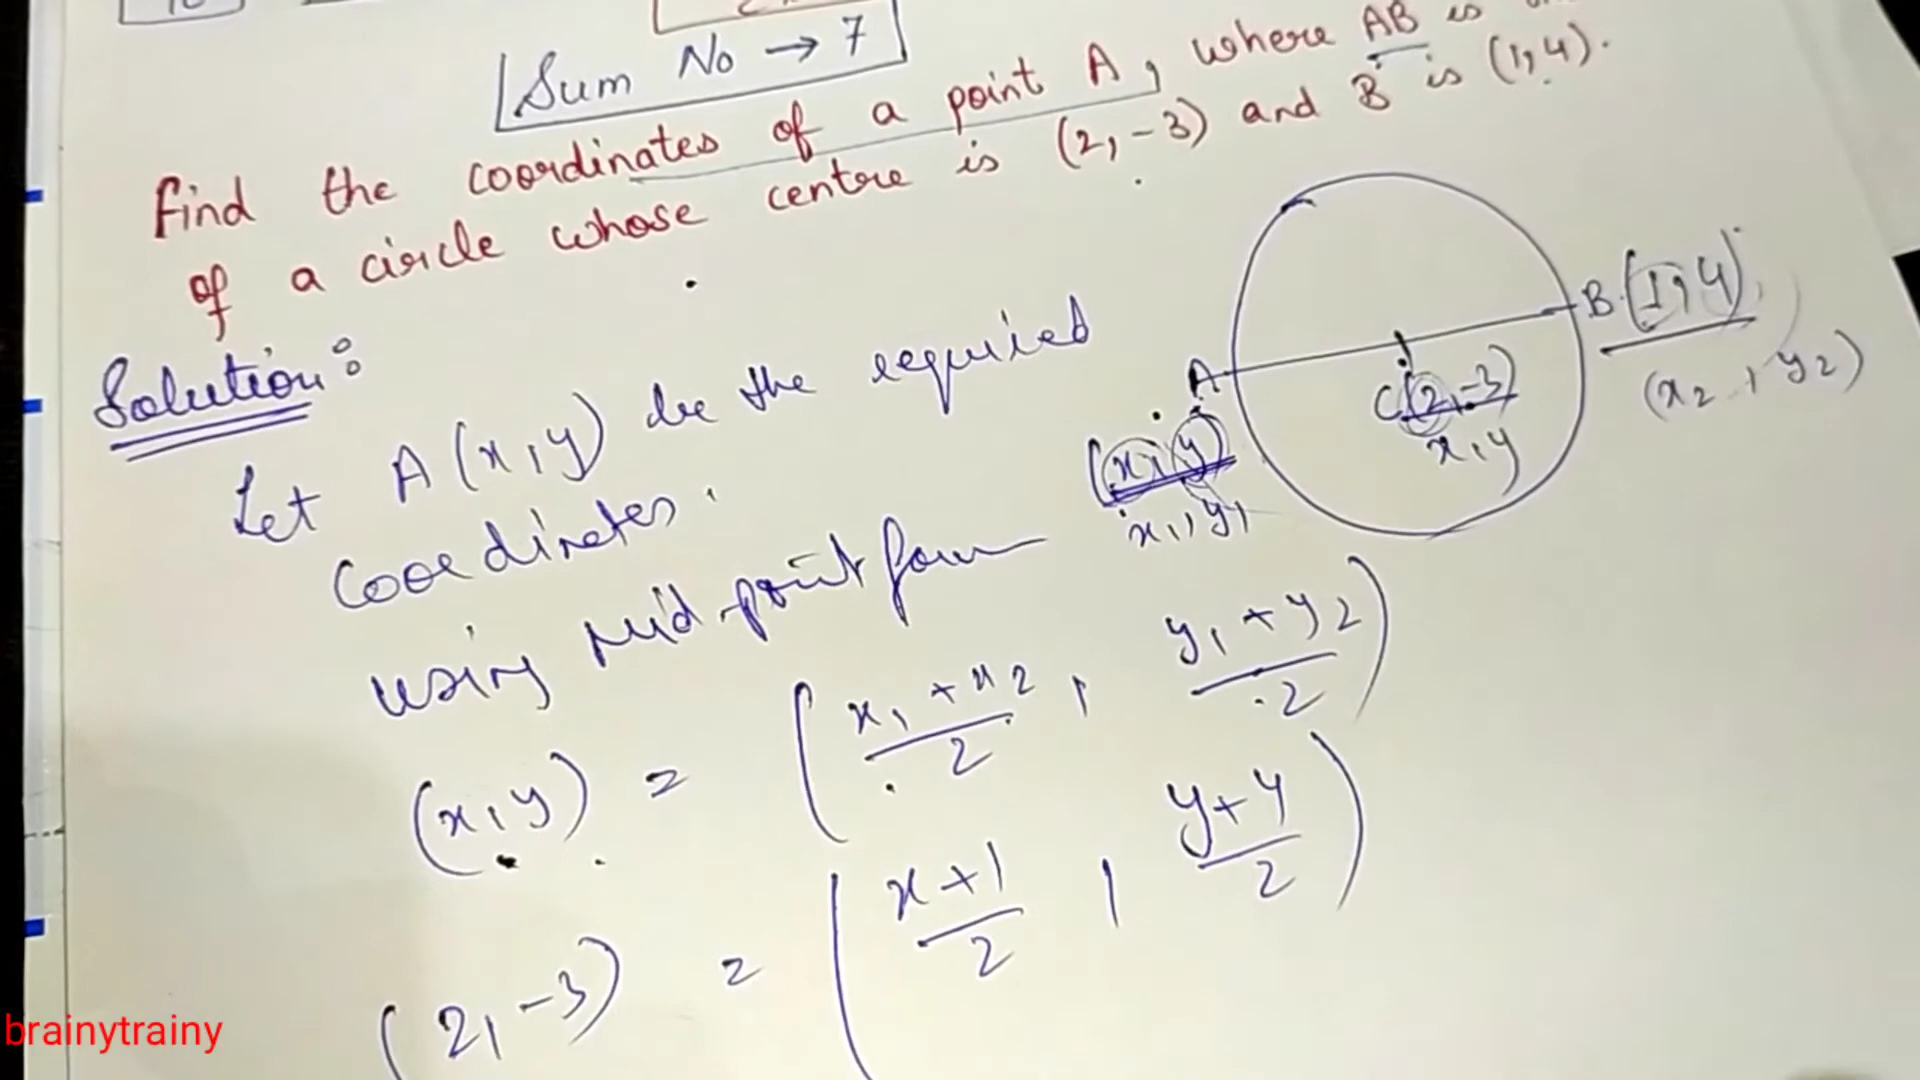 Sum No → 7
Find the coordinates of a point A, where AB is
of a circle whose centre is (2, -3) and B is (1, 4).
Solution:
Let A(x, y) be the required
Coordinates.
using Mid-point form
(x, y) = (x1 + x2 / 2 , y1 + y2 / 2)
(2, -3) = (x+1 / 2 , y+4 / 2)
A
(x, y)
x1, y1
C(2, -3)
x, y
B (1, 4)
(x2, y2)
brainytrainy